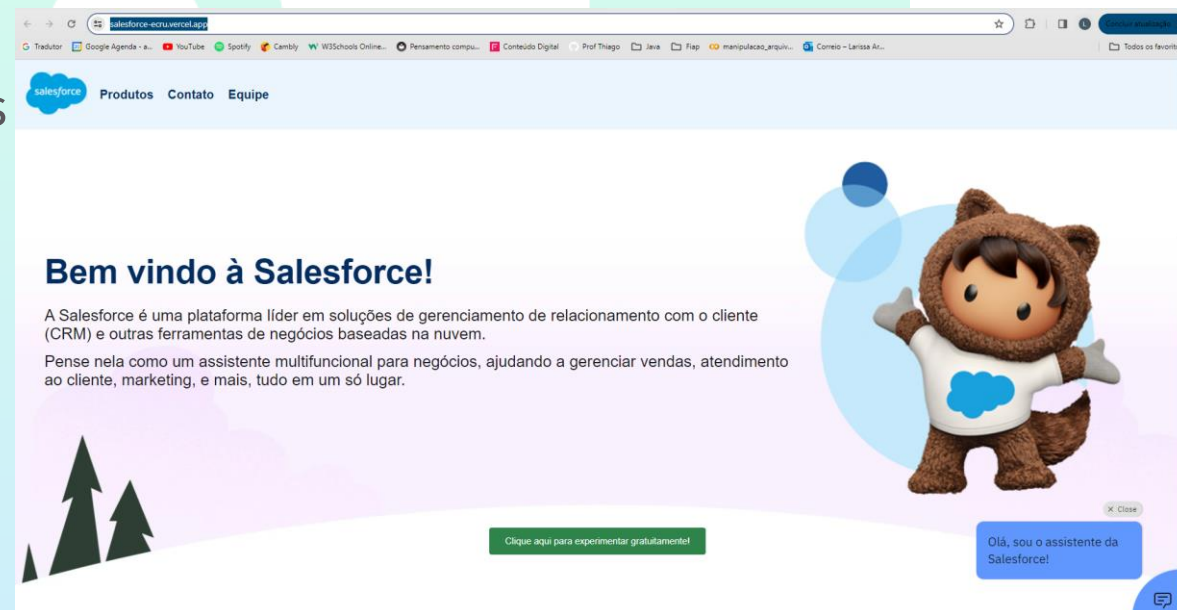 salesforce-ecru.vercel.app
Concluir atualização
Tradutor Google Agenda - a... YouTube Spotify Cambly W3Schools Online... Pensamento compu... Conteúdo Digital Prof Thiago Java Fiap manipulacao_arquiv... Correio – Larissa Ar... Todos os favorit
S
salesforce Produtos Contato Equipe
Bem vindo à Salesforce!
A Salesforce é uma plataforma líder em soluções de gerenciamento de relacionamento com o cliente
(CRM) e outras ferramentas de negócios baseadas na nuvem.
Pense nela como um assistente multifuncional para negócios, ajudando a gerenciar vendas, atendimento
ao cliente, marketing, e mais, tudo em um só lugar.
X Close
Clique aqui para experimentar gratuitamente!
Olá, sou o assistente da
Salesforce!